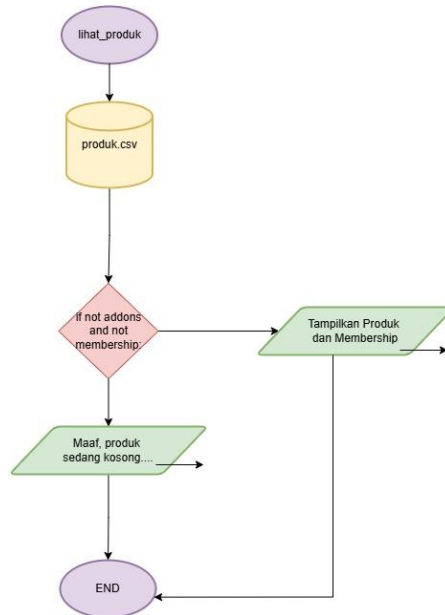 lihat_produk
produk.csv
if not addons
and not
membership:
Tampilkan Produk
dan Membership
Maaf, produk
sedang kosong....
END